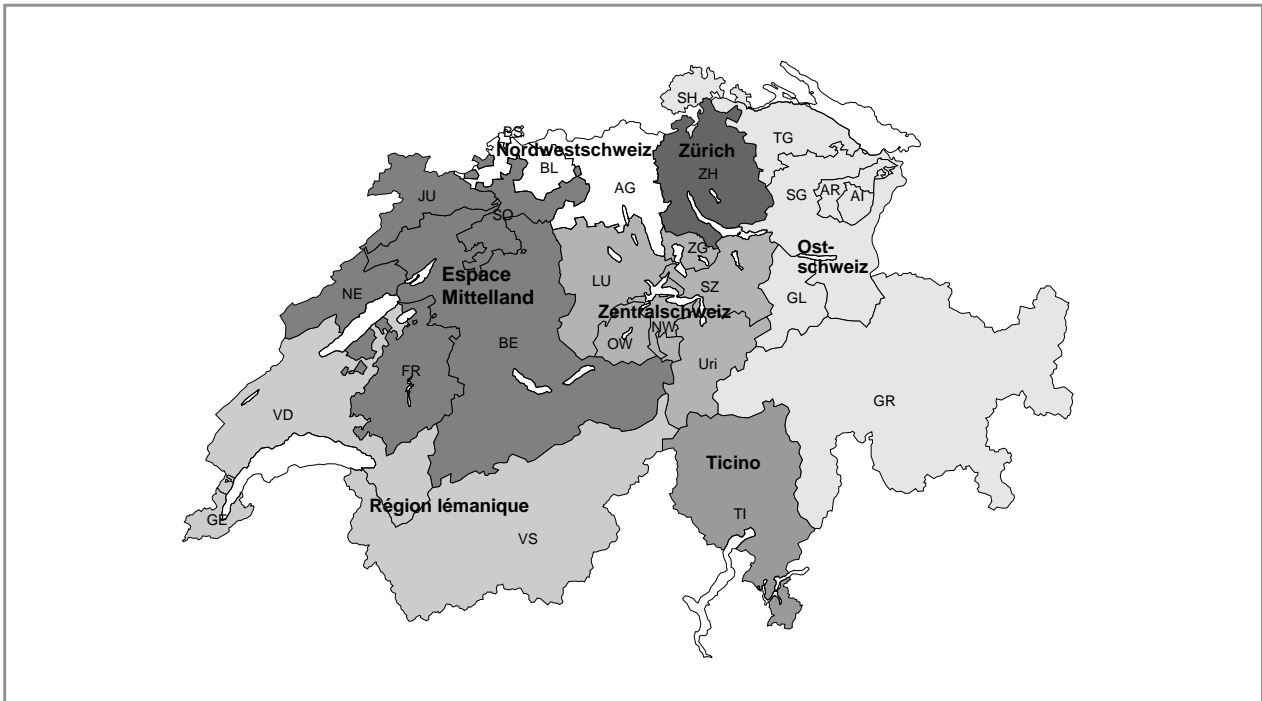 SH
BS
TG
Nordwestschweiz
Zürich
BL
ZH
AG
JU
SG
AR
AI
SO
ZG
Ost-
schweiz
Espace
Mittelland
LU
SZ
NE
GL
Zentralschweiz
NW
BE
OW
Uri
FR
GR
VD
Ticino
Région lémanique
GE
TI
VS